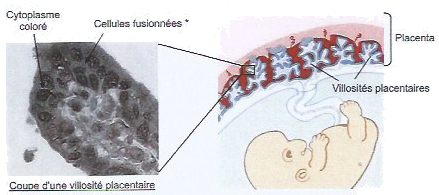 Cytoplasme
coloré
Cellules fusionnées *
Placenta
Villosités placentaires
Coupe d'une villosité placentaire